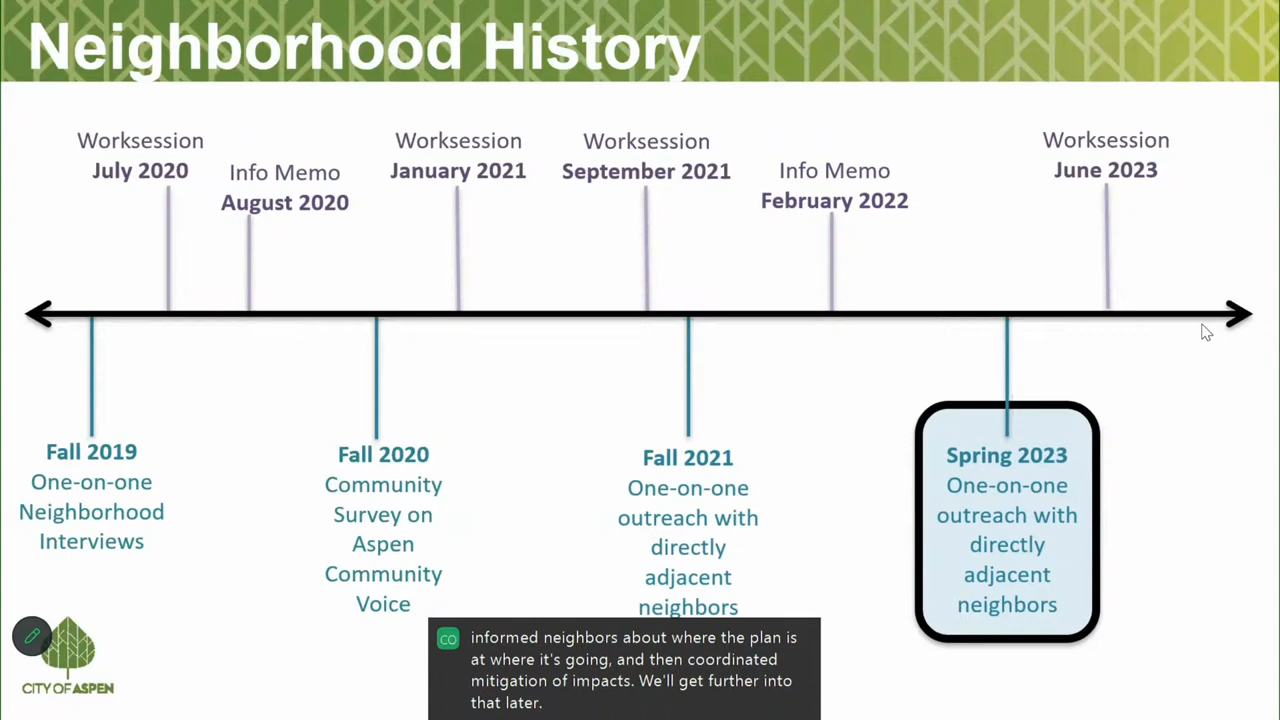 Neighborhood History
Worksession
July 2020
Info Memo
August 2020
Worksession
January 2021
Worksession
September 2021
Info Memo
February 2022
Worksession
June 2023
Fall 2019
One-on-one
Neighborhood
Interviews
Fall 2020
Community
Survey on
Aspen
Community
Voice
Fall 2021
One-on-one
outreach with
directly
adjacent
neighbors
Spring 2023
One-on-one
outreach with
directly
adjacent
neighbors
CITY OF ASPEN
CO
informed neighbors about where the plan is
at where it's going, and then coordinated
mitigation of impacts. We'll get further into
that later.